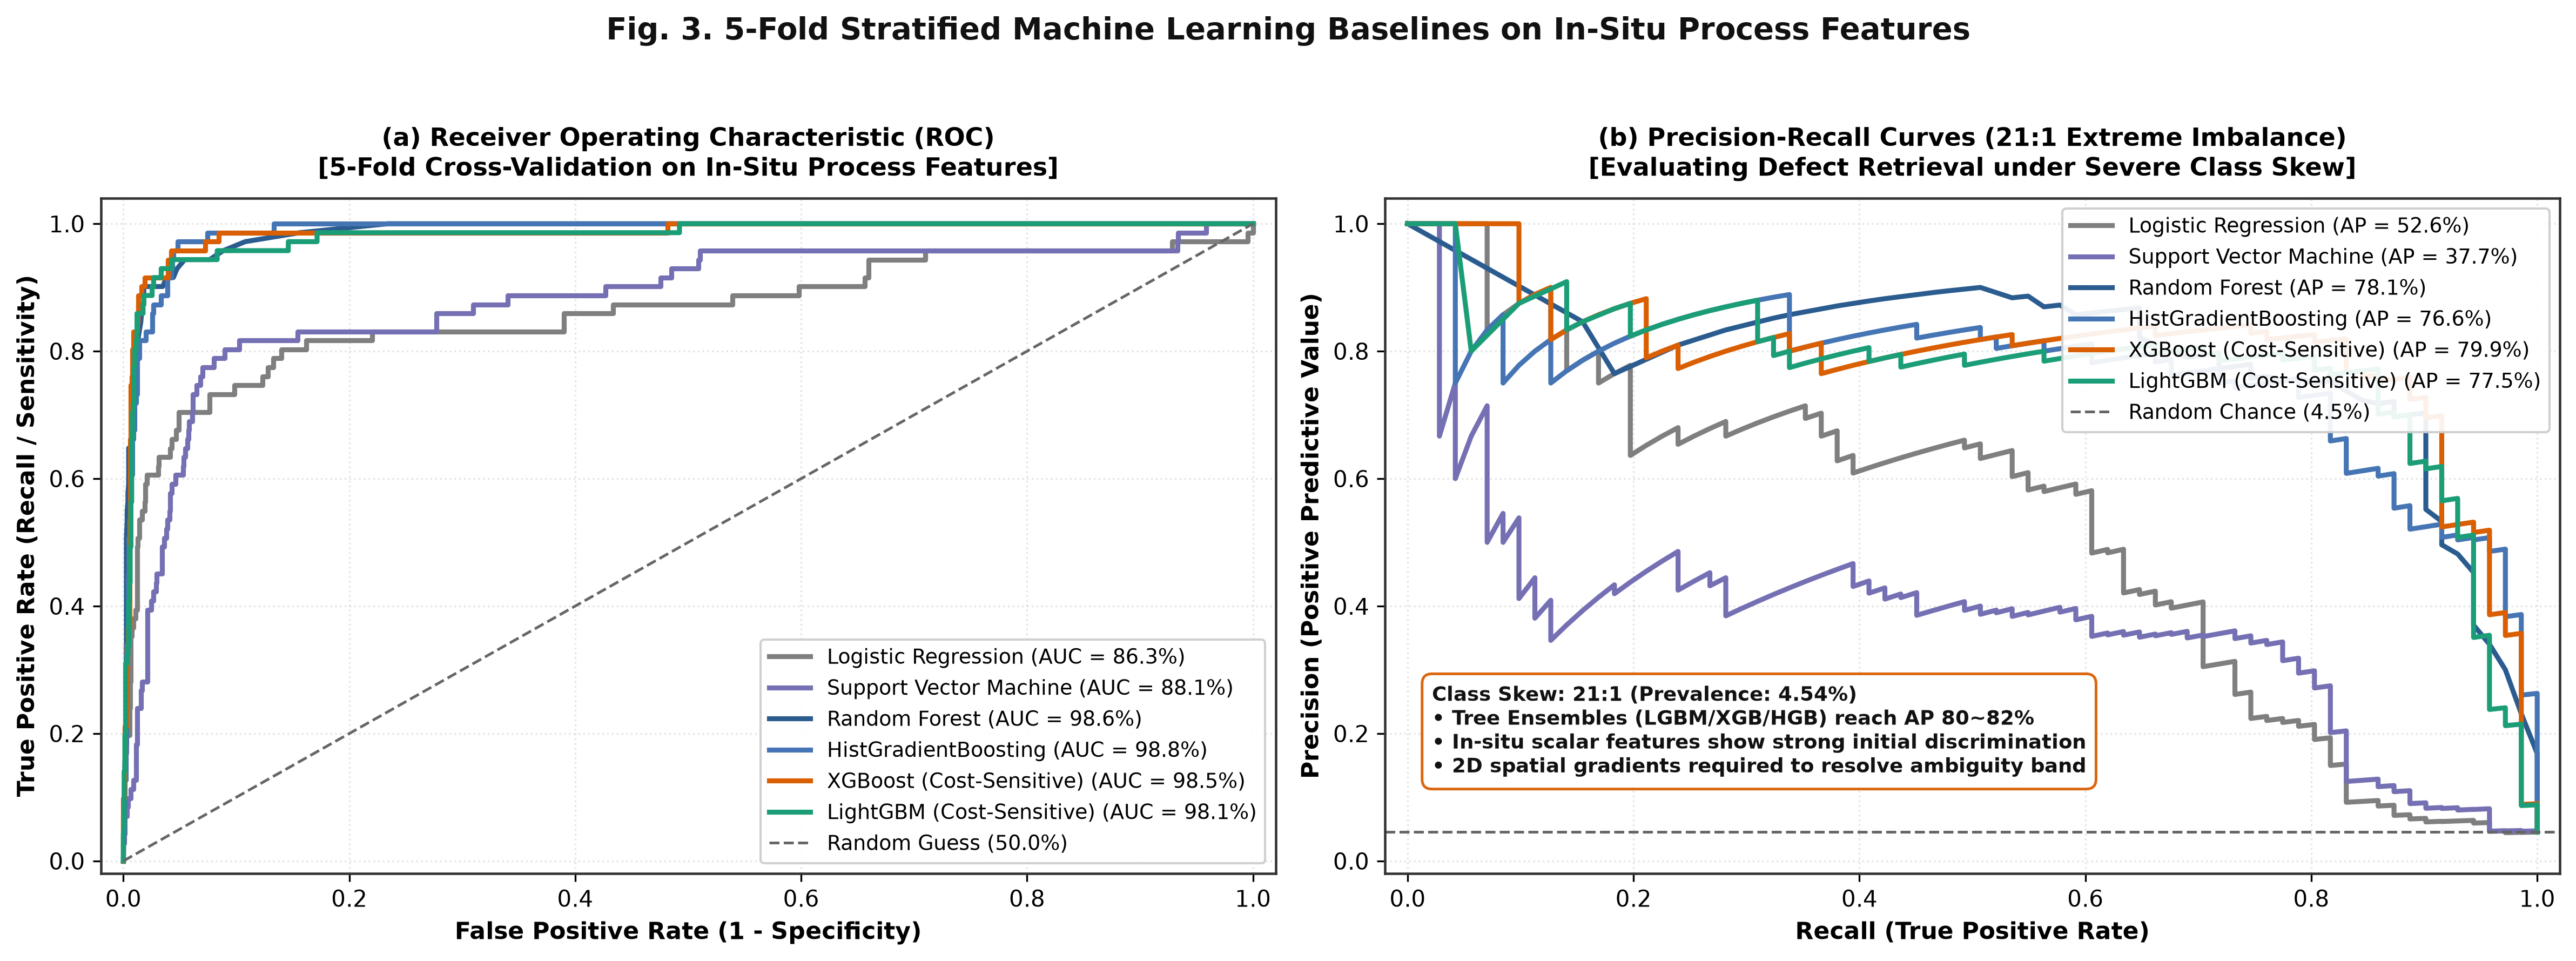 Fig. 3. 5-Fold Stratified Machine Learning Baselines on In-Situ Process Features
(a) Receiver Operating Characteristic (ROC)
[5-Fold Cross-Validation on In-Situ Process Features]
True Positive Rate (Recall / Sensitivity)
1.0
0.8
0.6
0.4
0.2
0.0
Logistic Regression (AUC = 86.3%)
Support Vector Machine (AUC = 88.1%)
Random Forest (AUC = 98.6%)
HistGradientBoosting (AUC = 98.8%)
XGBoost (Cost-Sensitive) (AUC = 98.5%)
LightGBM (Cost-Sensitive) (AUC = 98.1%)
Random Guess (50.0%)
0.0 0.2 0.4 0.6 0.8 1.0
False Positive Rate (1 - Specificity)
(b) Precision-Recall Curves (21:1 Extreme Imbalance)
[Evaluating Defect Retrieval under Severe Class Skew]
Precision (Positive Predictive Value)
1.0
0.8
0.6
0.4
0.2
0.0
Logistic Regression (AP = 52.6%)
Support Vector Machine (AP = 37.7%)
Random Forest (AP = 78.1%)
HistGradientBoosting (AP = 76.6%)
XGBoost (Cost-Sensitive) (AP = 79.9%)
LightGBM (Cost-Sensitive) (AP = 77.5%)
Random Chance (4.5%)
Class Skew: 21:1 (Prevalence: 4.54%)
• Tree Ensembles (LGBM/XGB/HGB) reach AP 80~82%
• In-situ scalar features show strong initial discrimination
• 2D spatial gradients required to resolve ambiguity band
0.0 0.2 0.4 0.6 0.8 1.0
Recall (True Positive Rate)